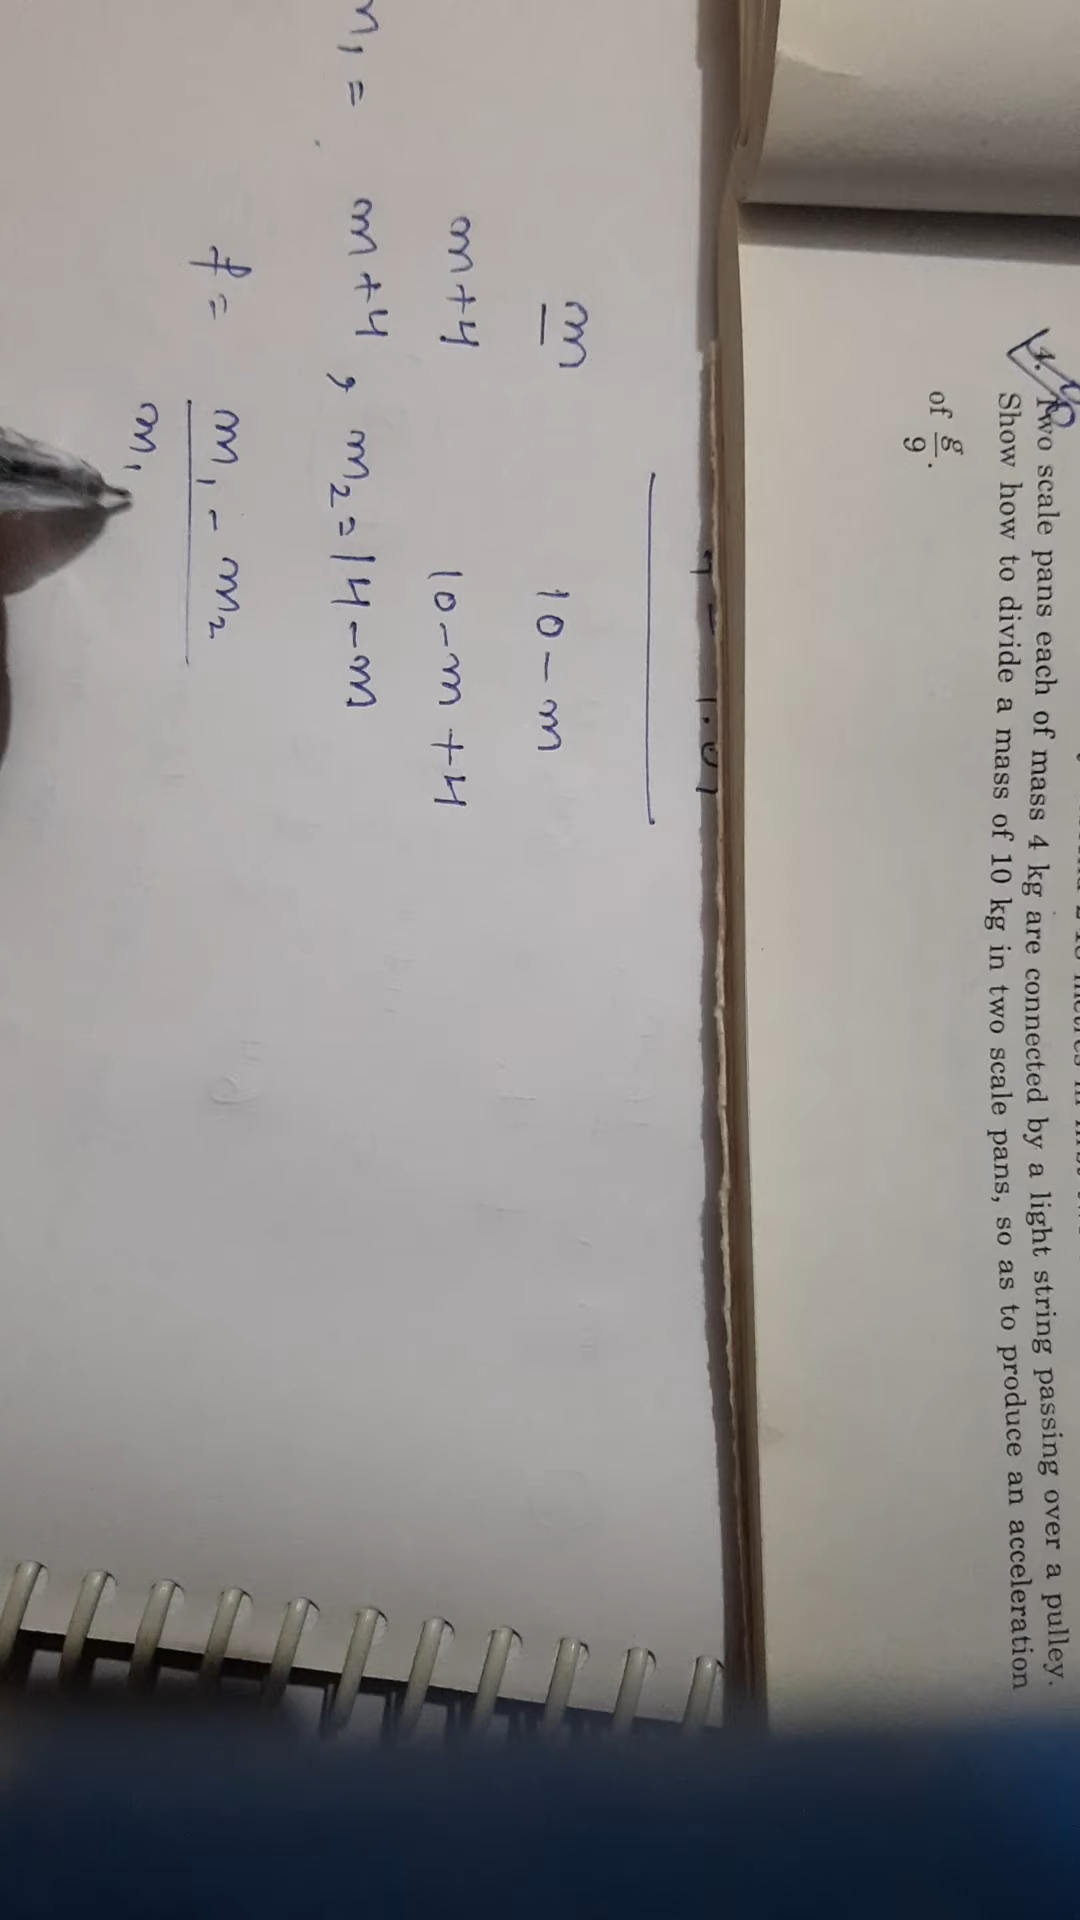 4. Two scale pans each of mass 4 kg are connected by a light string passing over a pulley.
Show how to divide a mass of 10 kg in two scale pans, so as to produce an acceleration
of g/9.
m 10-m
m+4 10-m+4
m₁ = m+4, m₂=14-m
f = m₁-m₂
m₁